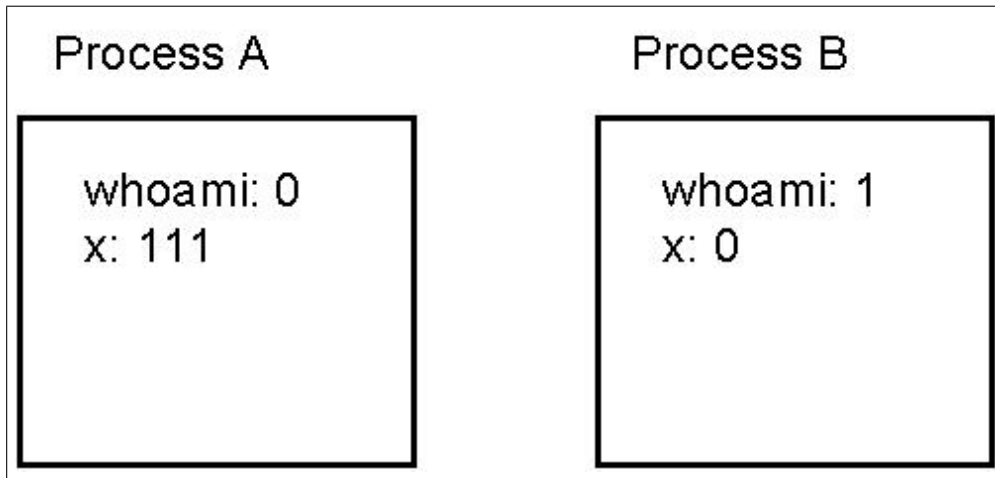 Process A
whoami: 0
x: 111
Process B
whoami: 1
x: 0